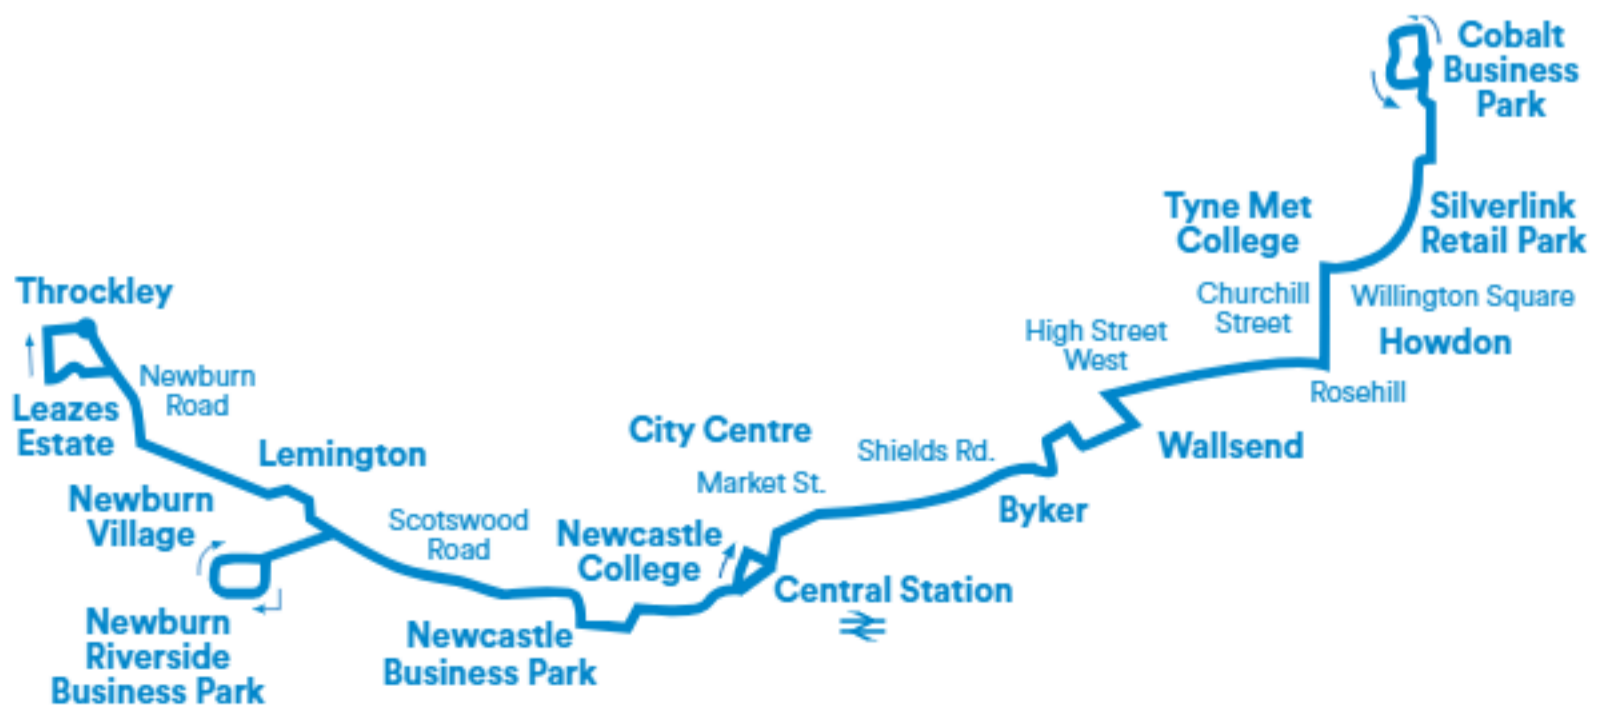 Cobalt
Business
Park
Tyne Met
College
Silverlink
Retail Park
Throckley
Churchill
Street
Willington Square
High Street
West
Howdon
Newburn
Road
Rosehill
Leazes
Estate
City Centre
Lemington
Shields Rd.
Wallsend
Market St.
Newburn
Village
Scotswood
Road
Newcastle
College
Byker
Central Station
Newburn
Riverside
Business Park
Newcastle
Business Park